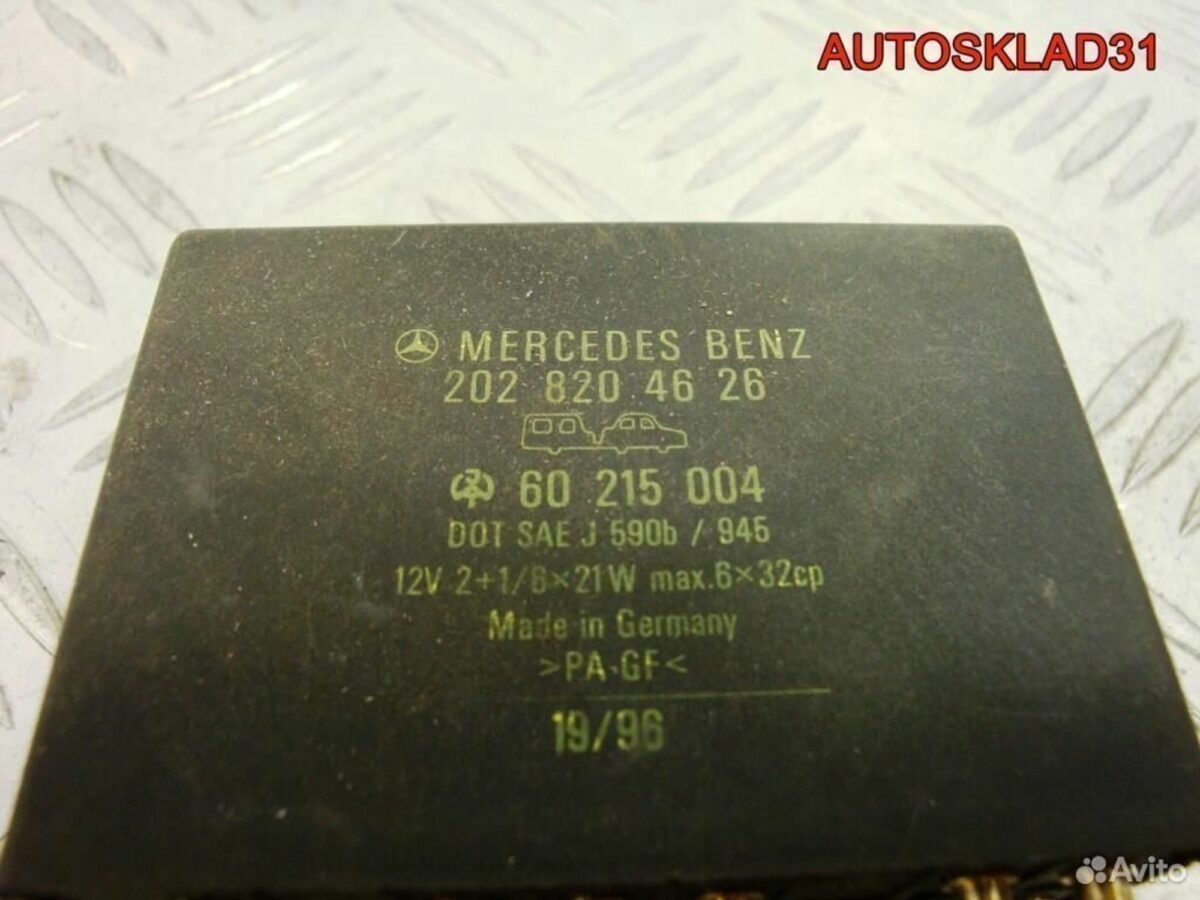 AUTOSKLAD31
MERCEDES BENZ
202 820 46 26
60 215 004
DOT SAE J 590b / 945
12V 2+1/6×21W max.6×32cp
Made in Germany
>PA-GF<
19/96
Avito